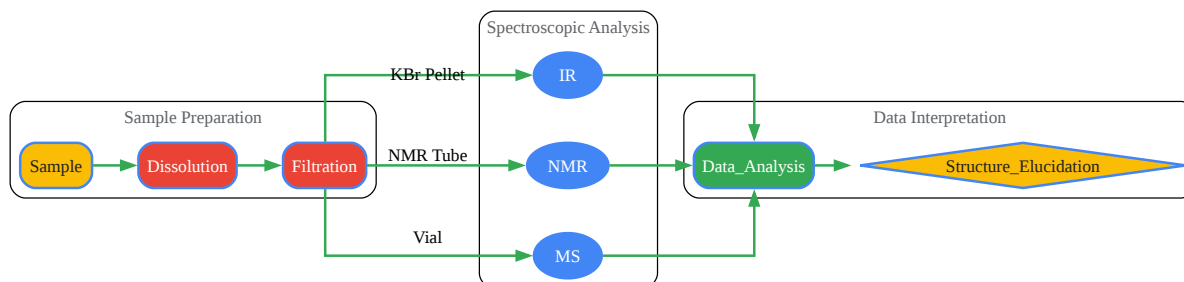 Spectroscopic Analysis
KBr Pellet
IR
Sample Preparation
Data Interpretation
Sample
Dissolution
Filtration
NMR Tube
NMR
Data_Analysis
Structure_Elucidation
Vial
MS